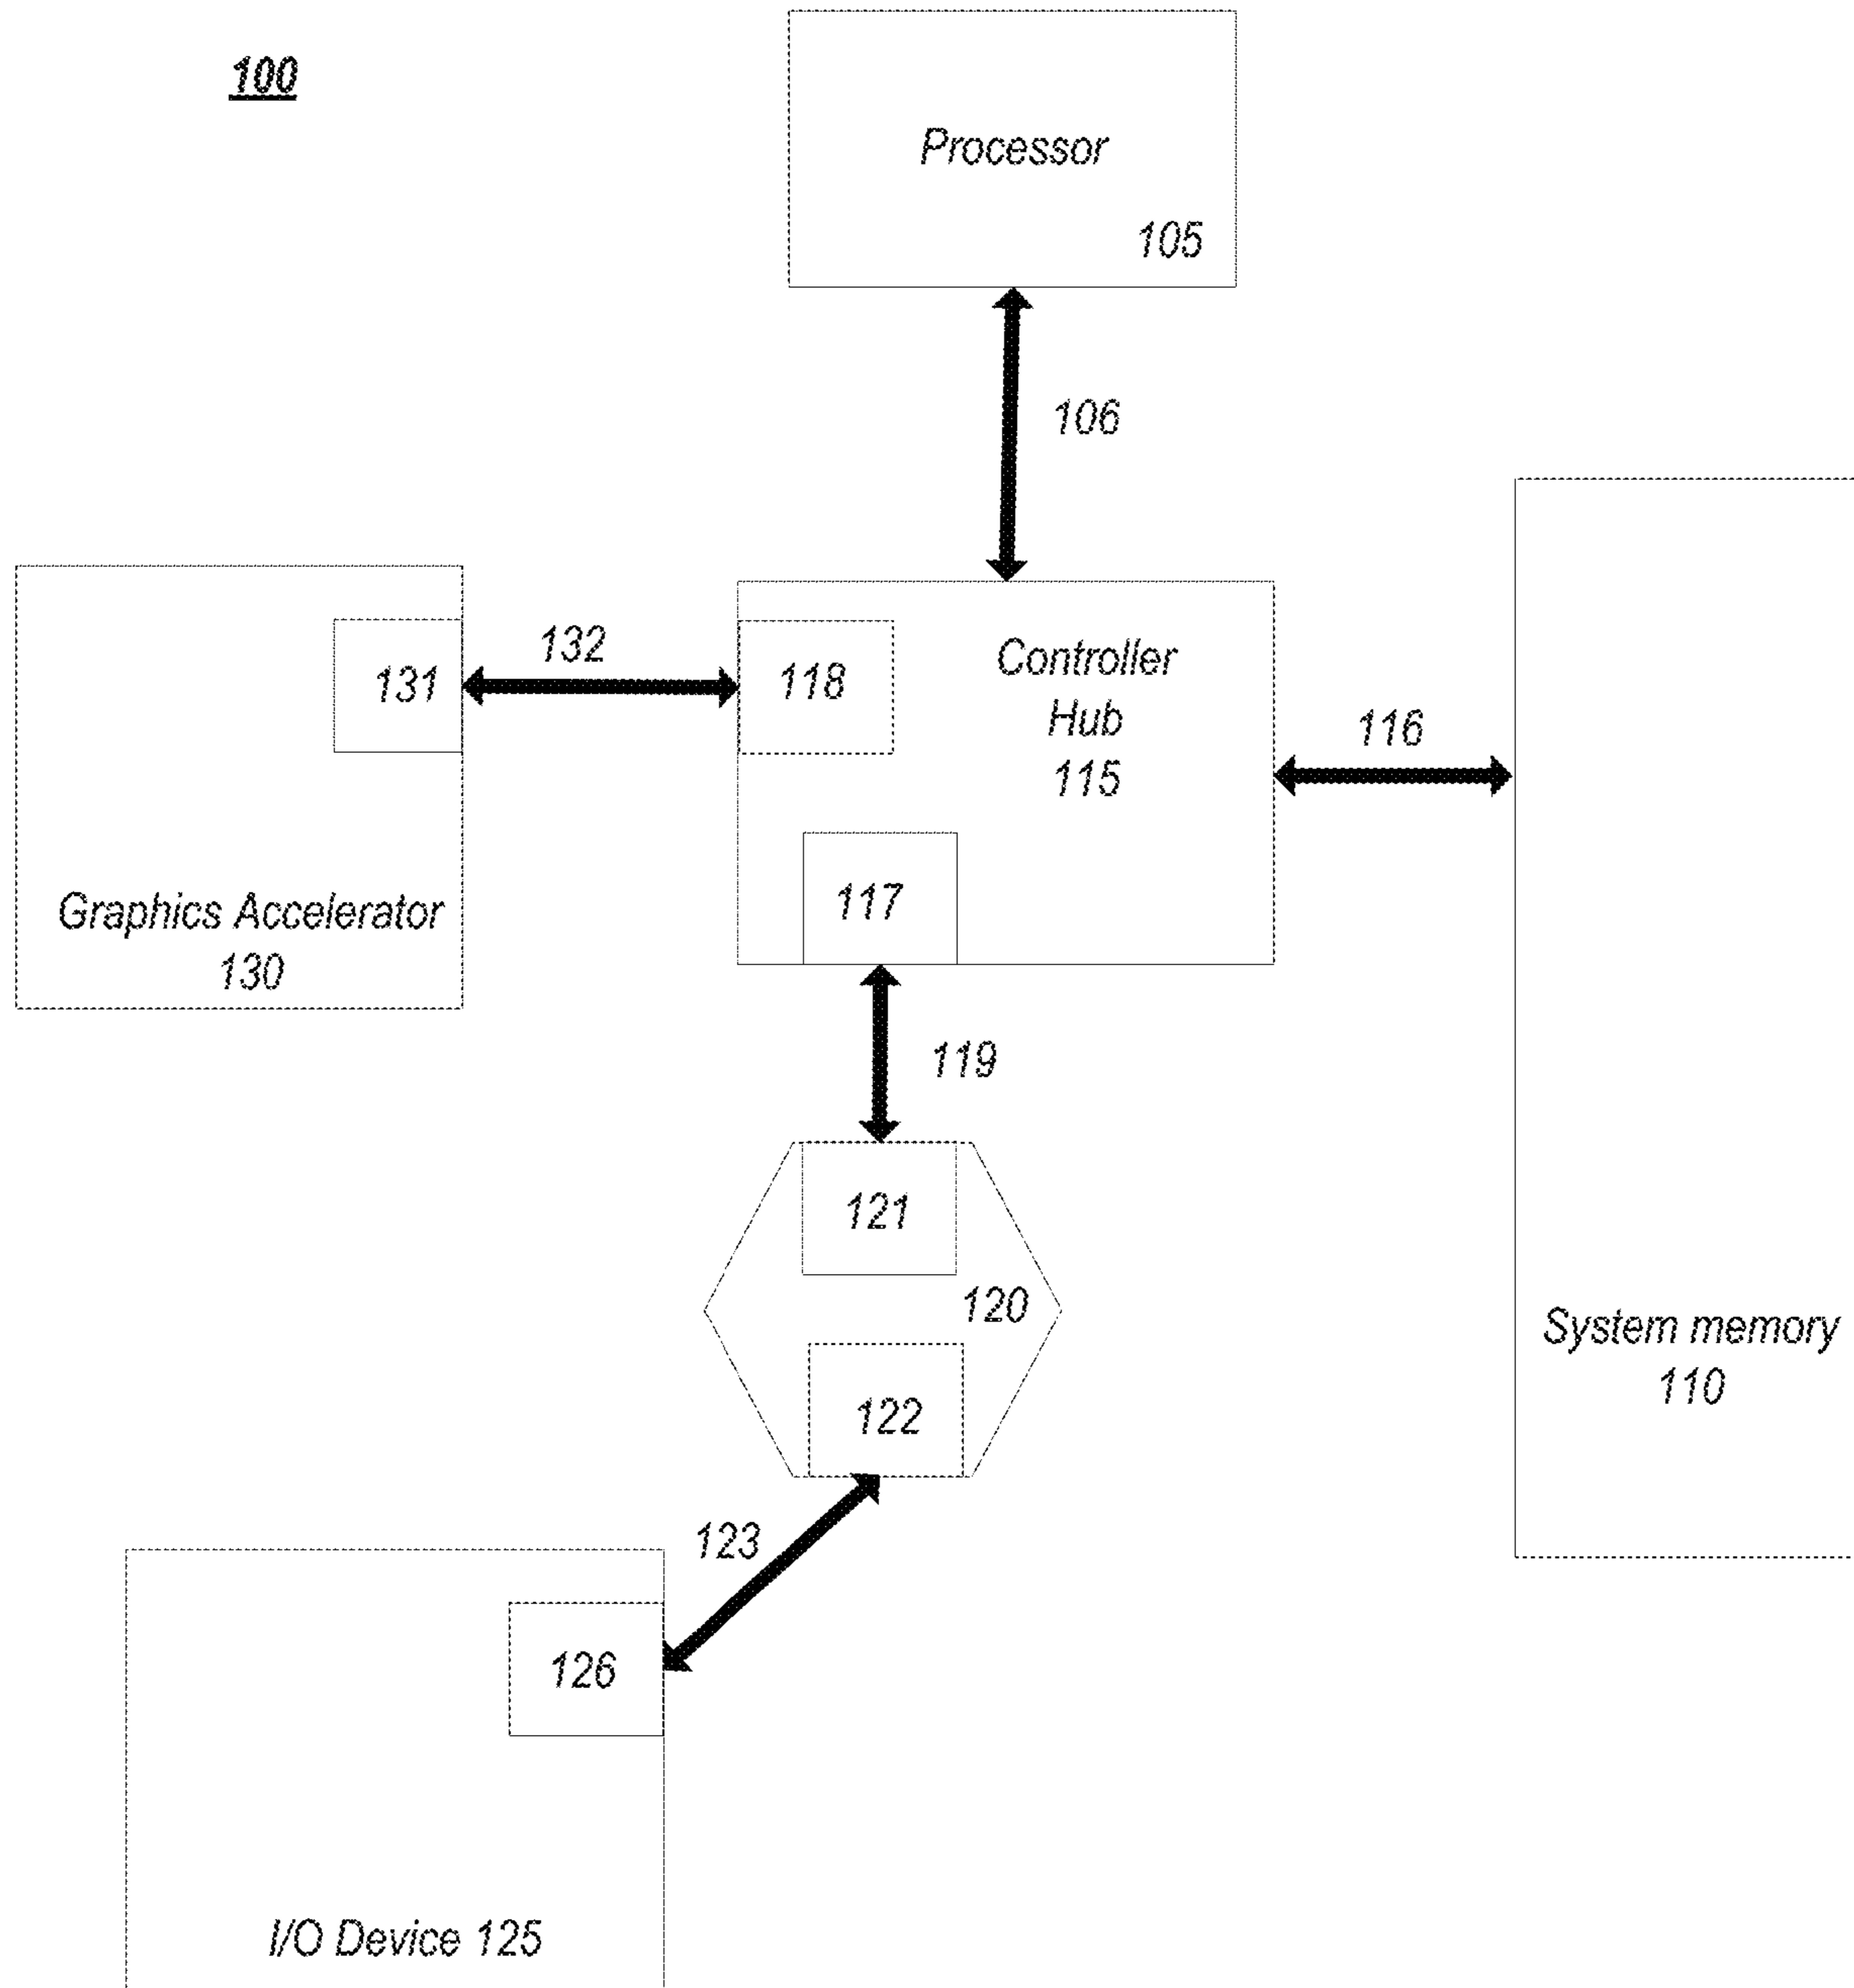 100
Processor
105
106
132
131
118
Controller
Hub
115
116
117
Graphics Accelerator
130
119
121
120
122
System memory
110
123
126
I/O Device 125